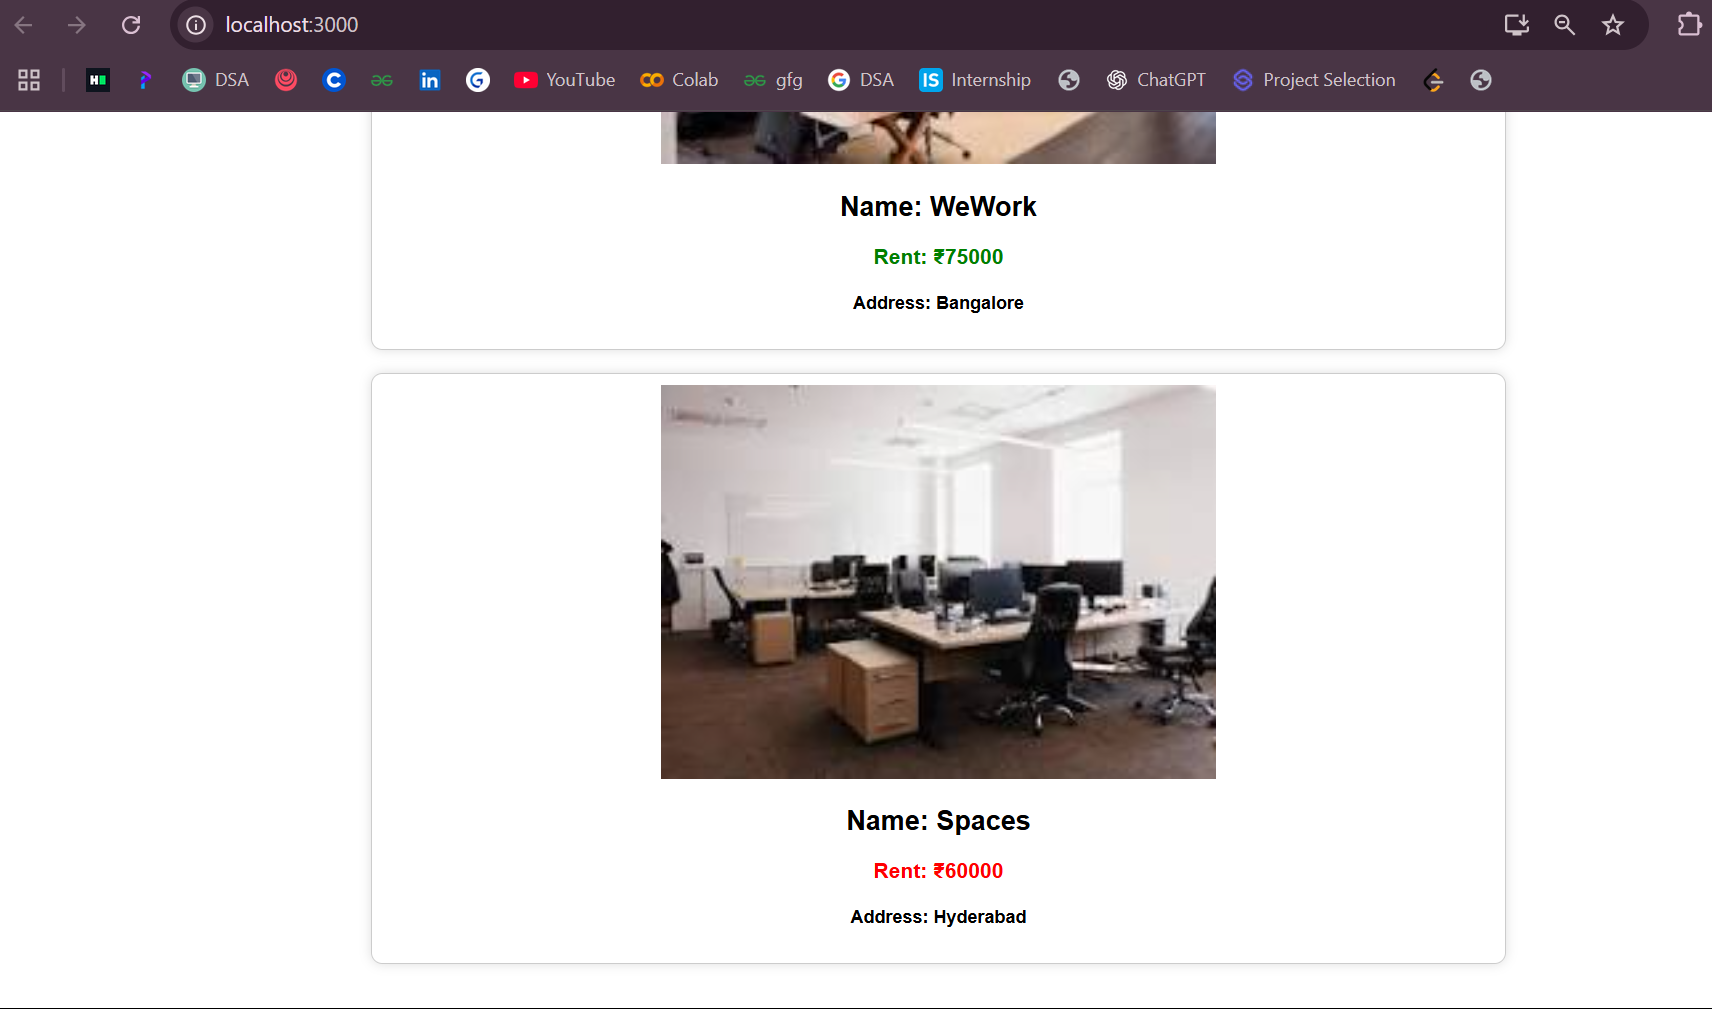 localhost:3000
DSA YouTube Colab gfg DSA IS Internship ChatGPT Project Selection
Name: WeWork
Rent: ₹75000
Address: Bangalore
Name: Spaces
Rent: ₹60000
Address: Hyderabad